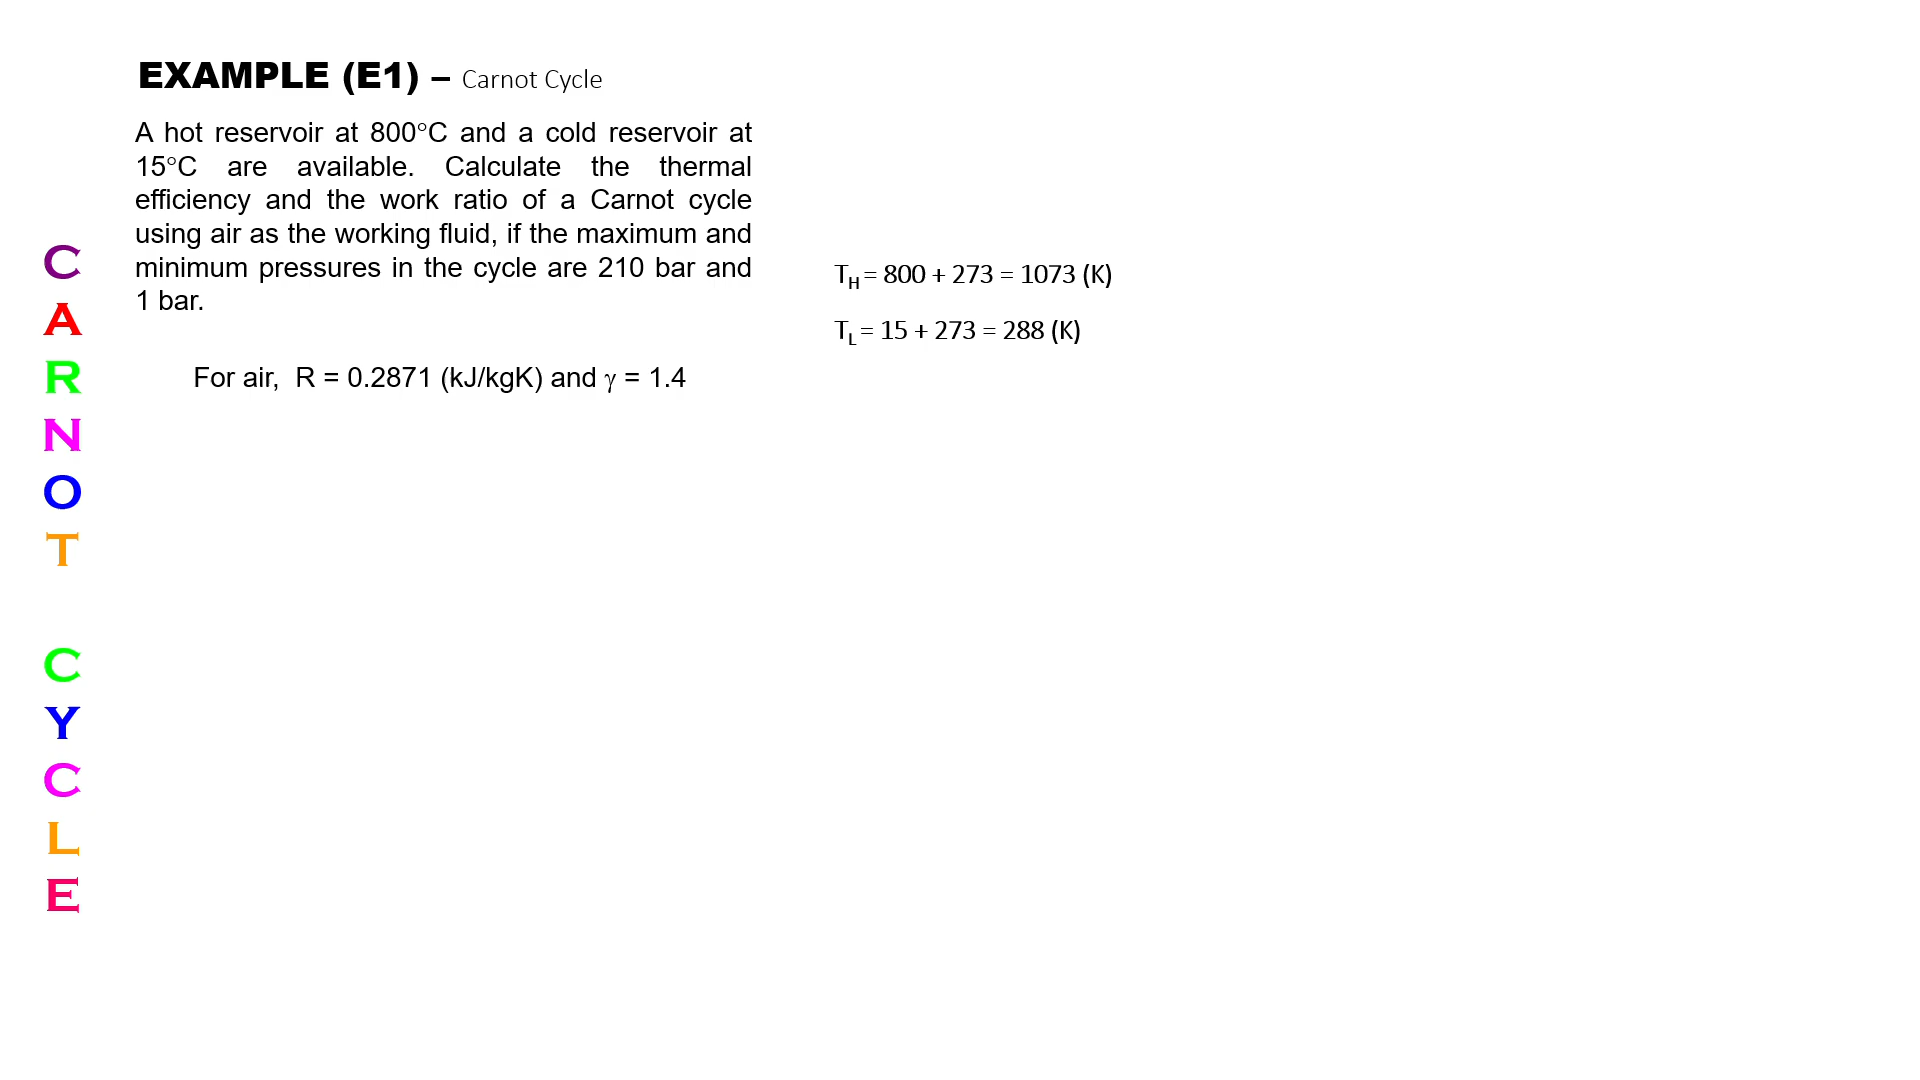 EXAMPLE (E1) – Carnot Cycle
A hot reservoir at 800°C and a cold reservoir at
15°C are available. Calculate the thermal
efficiency and the work ratio of a Carnot cycle
using air as the working fluid, if the maximum and
minimum pressures in the cycle are 210 bar and
1 bar.
For air, R = 0.2871 (kJ/kgK) and γ = 1.4
T_H = 800 + 273 = 1073 (K)
T_L = 15 + 273 = 288 (K)
C
A
R
N
O
T
C
Y
C
L
E